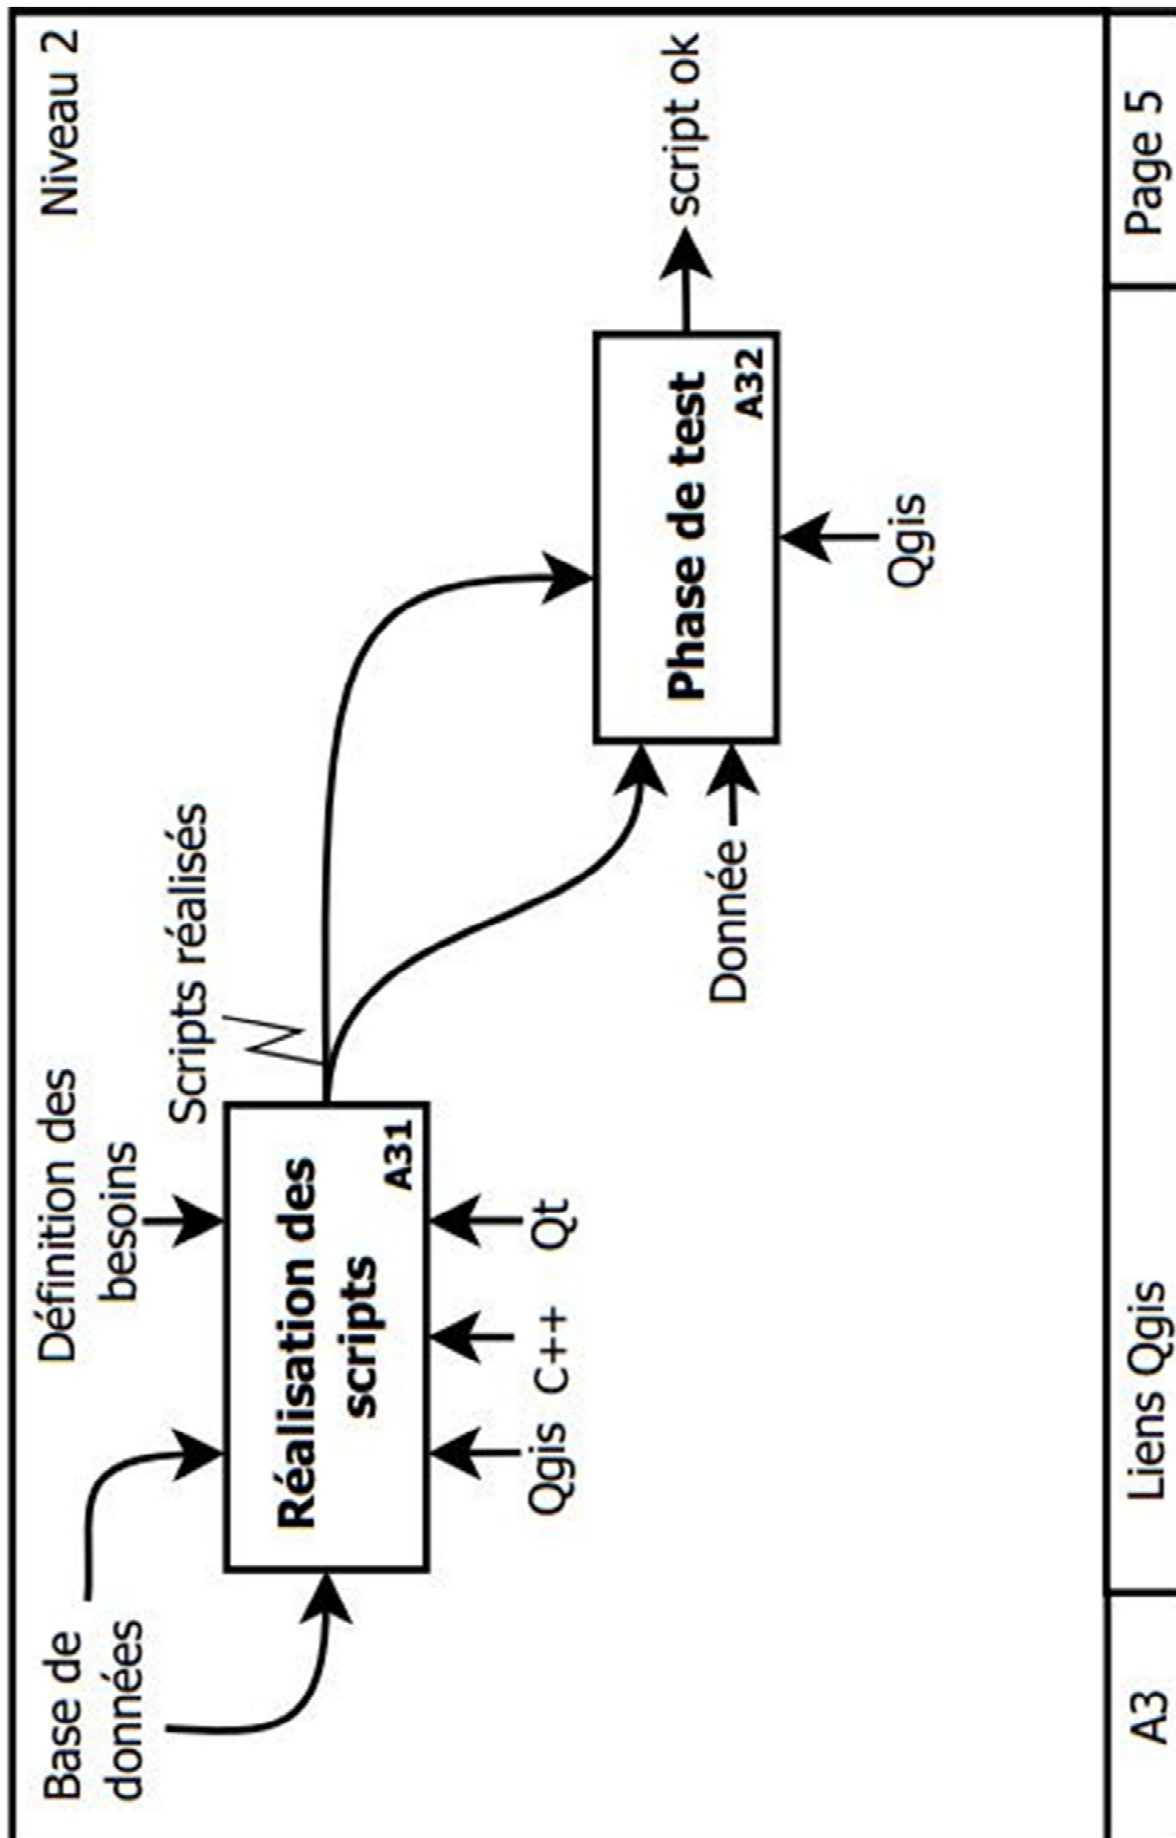 Niveau 2
Base de
données
Définition des
besoins
Scripts réalisés
Réalisation des
scripts
A31
Qgis
C++
Qt
Donnée
Phase de test
A32
Qgis
script ok
A3
Liens Qgis
Page 5